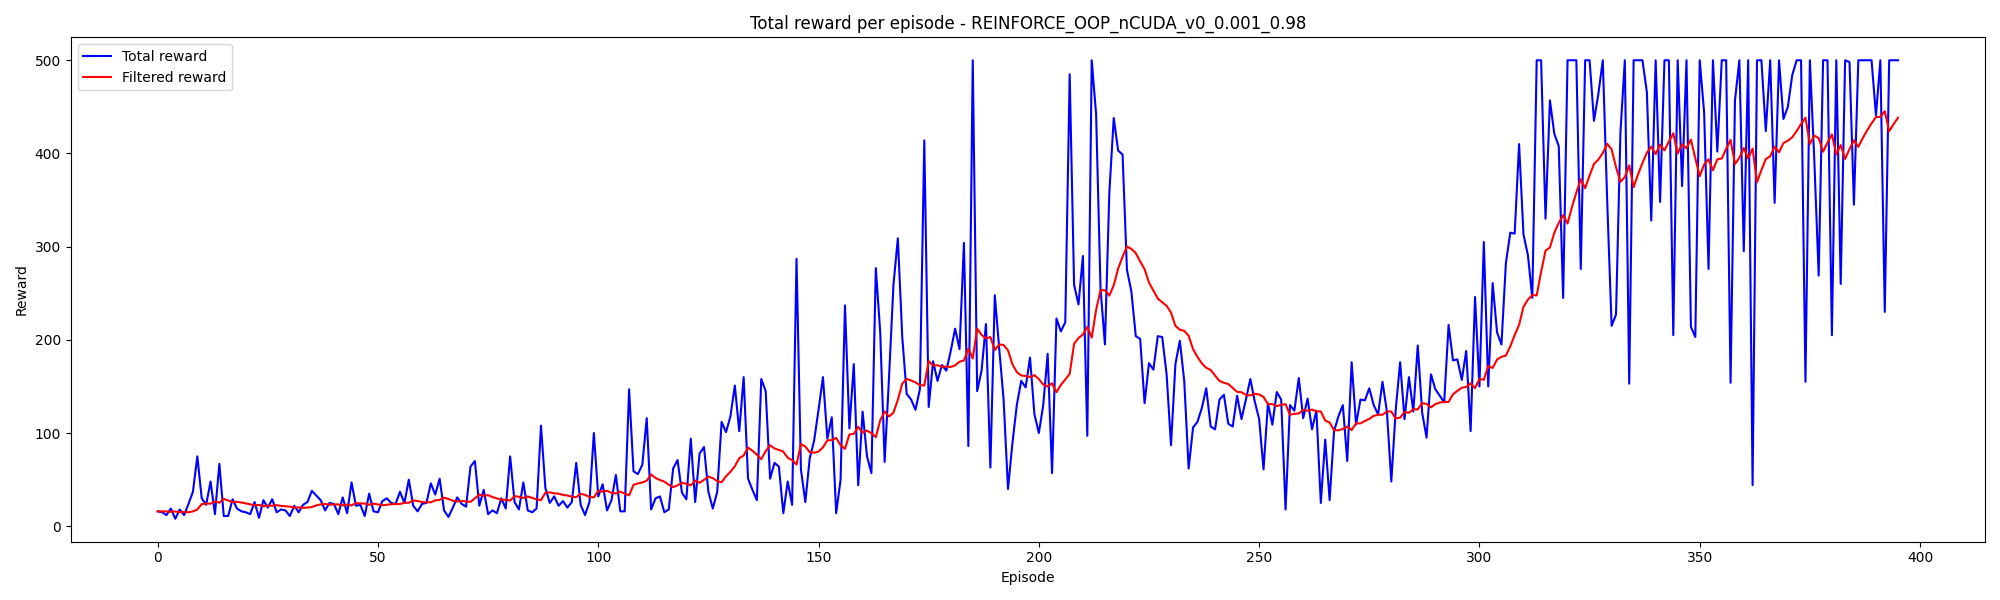 Total reward per episode - REINFORCE_OOP_nCUDA_v0_0.001_0.98
Total reward
Filtered reward
500
400
300
200
100
0
Reward
0 50 100 150 200 250 300 350 400
Episode